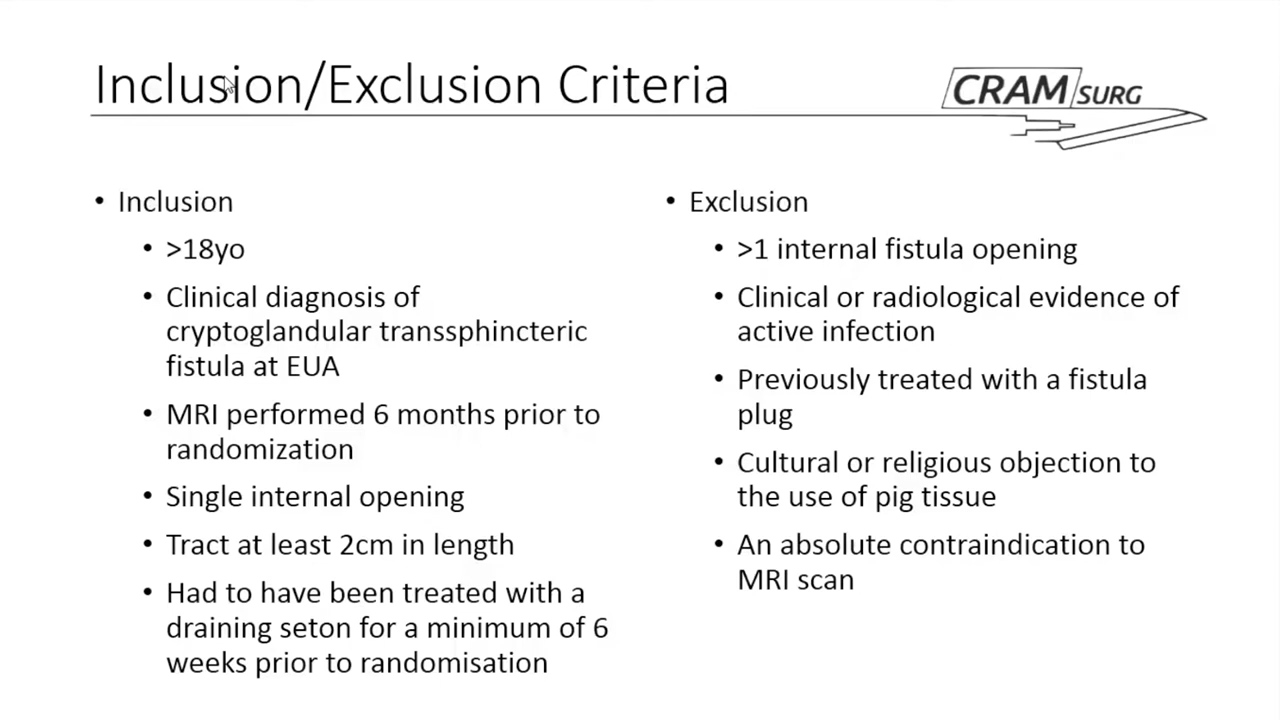 Inclusion/Exclusion Criteria
CRAM SURG
• Inclusion
• >18yo
• Clinical diagnosis of
cryptoglandular transsphincteric
fistula at EUA
• MRI performed 6 months prior to
randomization
• Single internal opening
• Tract at least 2cm in length
• Had to have been treated with a
draining seton for a minimum of 6
weeks prior to randomisation
• Exclusion
• >1 internal fistula opening
• Clinical or radiological evidence of
active infection
• Previously treated with a fistula
plug
• Cultural or religious objection to
the use of pig tissue
• An absolute contraindication to
MRI scan